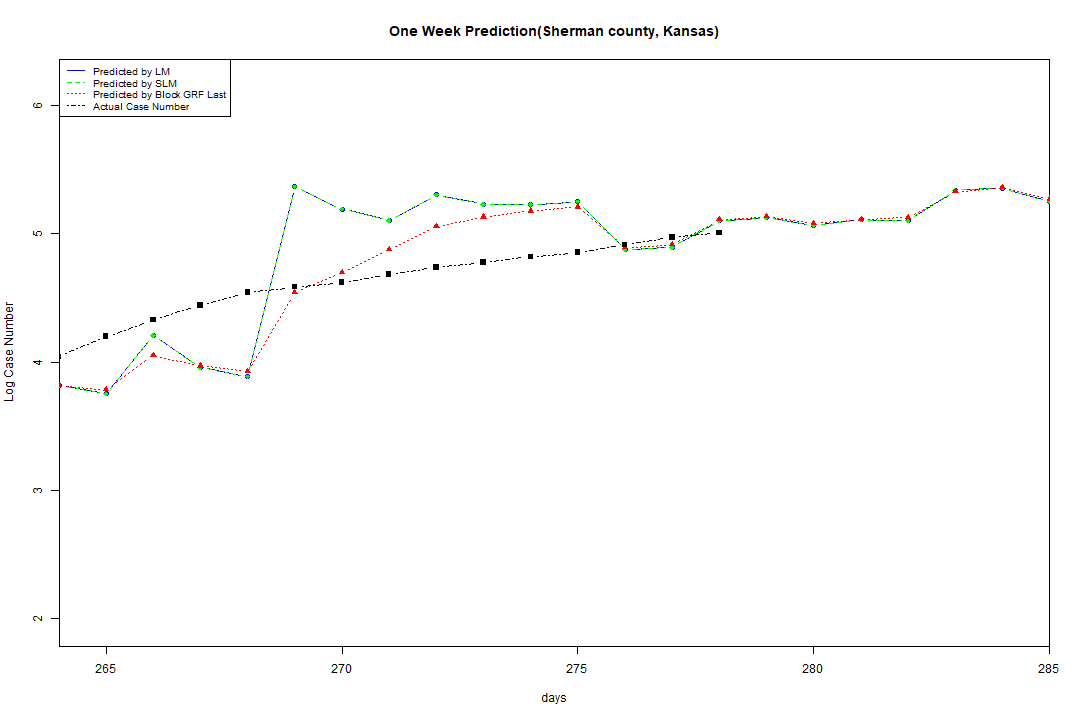 One Week Prediction(Sherman county, Kansas)
Predicted by LM
Predicted by SLM
Predicted by Block GRF Last
Actual Case Number
6
5
4
3
2
Log Case Number
265 270 275 280 285
days